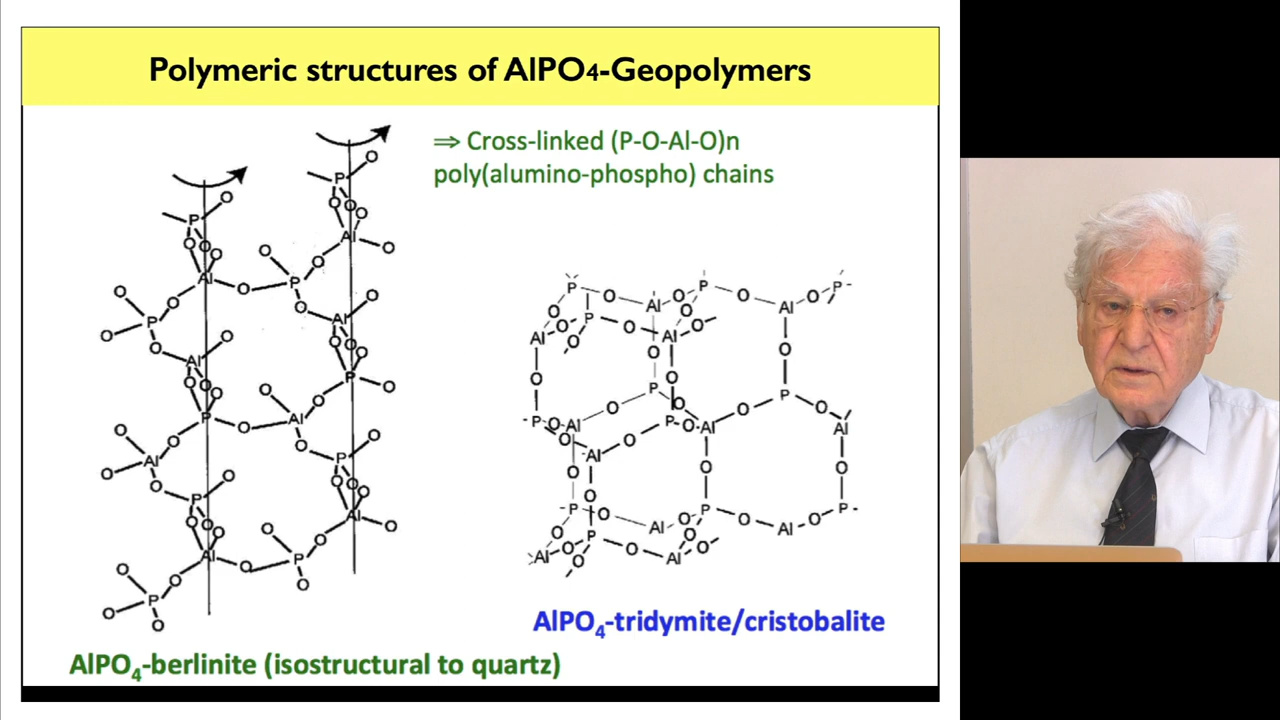 Polymeric structures of AlPO4-Geopolymers
⇒ Cross-linked (P-O-Al-O)n
poly(alumino-phospho) chains
AlPO4-tridymite/cristobalite
AlPO4-berlinite (isostructural to quartz)